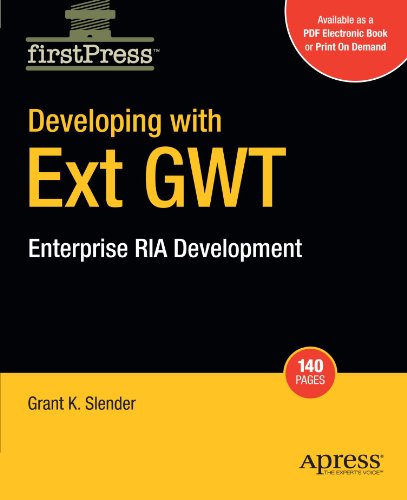 firstPress™
Available as a
PDF Electronic Book
or Print On Demand
Developing with
Ext GWT
Enterprise RIA Development
140
PAGES
Grant K. Slender
Apress®
THE EXPERT'S VOICE™